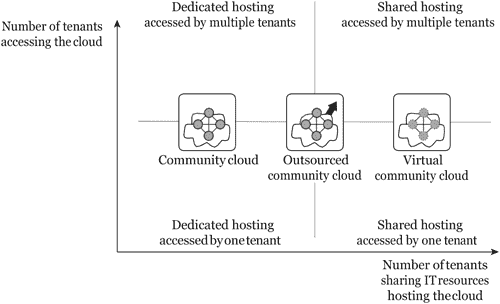 Dedicated hosting
accessed by multiple tenants
Shared hosting
accessed by multiple tenants
Number of tenants
accessing the cloud
Community cloud
Outsourced
community cloud
Virtual
community cloud
Dedicated hosting
accessed by one tenant
Shared hosting
accessed by one tenant
Number of tenants
sharing IT resources
hosting the cloud